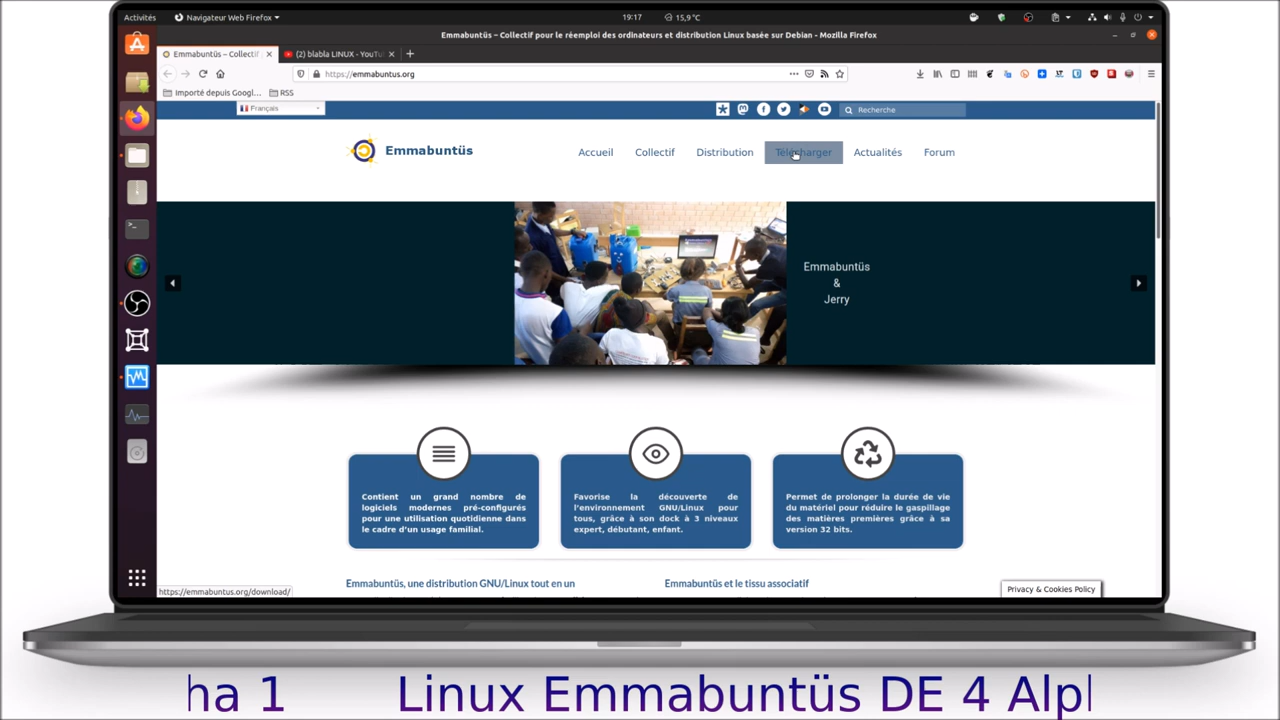 Activités
Navigateur Web Firefox
19:17
15,9 °C
Emmabuntüs – Collectif pour le réemploi des ordinateurs et distribution Linux basée sur Debian - Mozilla Firefox
Emmabuntüs – Collectif
(2) blabla LINUX - YouTu
https://emmabuntus.org
Importé depuis Googl…
RSS
Français
Recherche
Emmabuntüs
Accueil
Collectif
Distribution
Télécharger
Actualités
Forum
Emmabuntüs
&
Jerry
Contient un grand nombre de
logiciels modernes pré-configurés
pour une utilisation quotidienne dans
le cadre d'un usage familial.
Favorise la découverte de
l'environnement GNU/Linux pour
tous, grâce à son dock à 3 niveaux
expert, débutant, enfant.
Permet de prolonger la durée de vie
du matériel pour réduire le gaspillage
des matières premières grâce à sa
version 32 bits.
Emmabuntüs, une distribution GNU/Linux tout en un
Emmabuntüs et le tissu associatif
https://emmabuntus.org/download/
Privacy & Cookies Policy
ha 1 Linux Emmabuntüs DE 4 Alpl